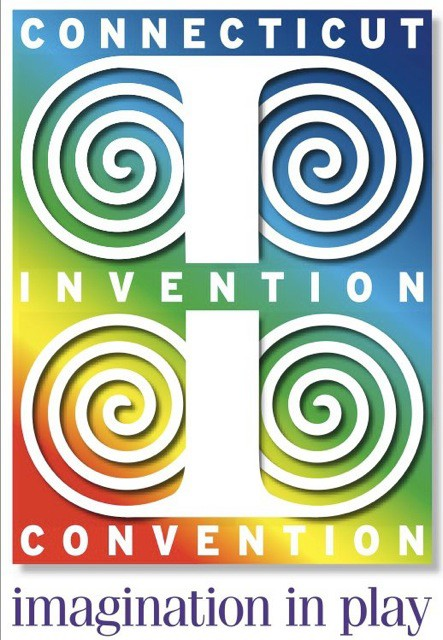 CONNECTICUT
INVENTION
CONVENTION
imagination in play